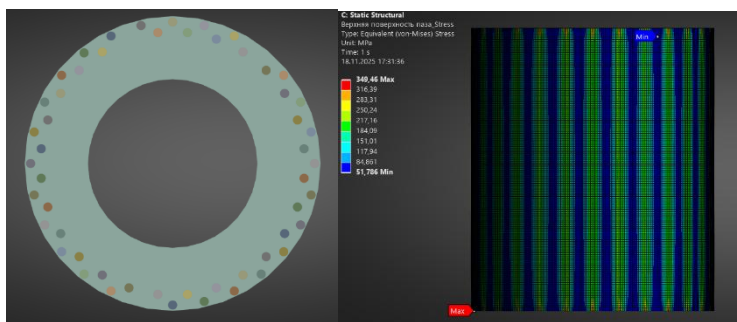 C: Static Structural
Верхняя поверхность паза_Stress
Type: Equivalent (von-Mises) Stress
Unit: MPa
Time: 1 s
18.11.2025 17:31:36
349,46 Max
316,39
283,31
250,24
217,16
184,09
151,01
117,94
84,861
51,786 Min
Min
Max